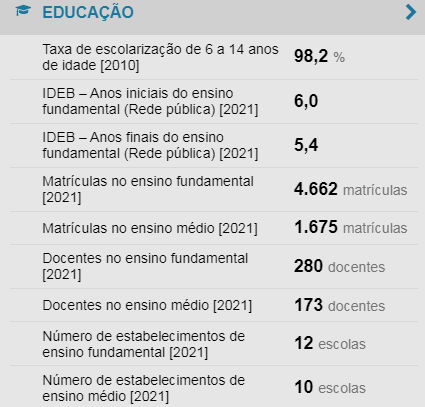 EDUCAÇÃO
Taxa de escolarização de 6 a 14 anos
de idade [2010]
98,2 %
IDEB – Anos iniciais do ensino
fundamental (Rede pública) [2021]
6,0
IDEB – Anos finais do ensino
fundamental (Rede pública) [2021]
5,4
Matrículas no ensino fundamental
[2021]
4.662 matrículas
Matrículas no ensino médio [2021]
1.675 matrículas
Docentes no ensino fundamental
[2021]
280 docentes
Docentes no ensino médio [2021]
173 docentes
Número de estabelecimentos de
ensino fundamental [2021]
12 escolas
Número de estabelecimentos de
ensino médio [2021]
10 escolas